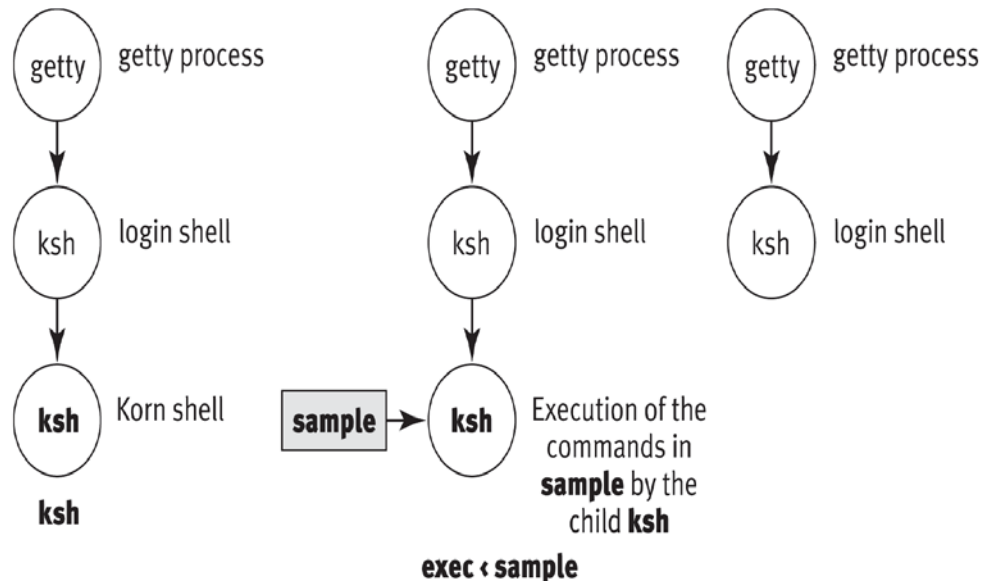 getty getty process
ksh login shell
ksh Korn shell
ksh
getty getty process
ksh login shell
sample ksh Execution of the
commands in
sample by the
child ksh
exec ‹ sample
getty getty process
ksh login shell